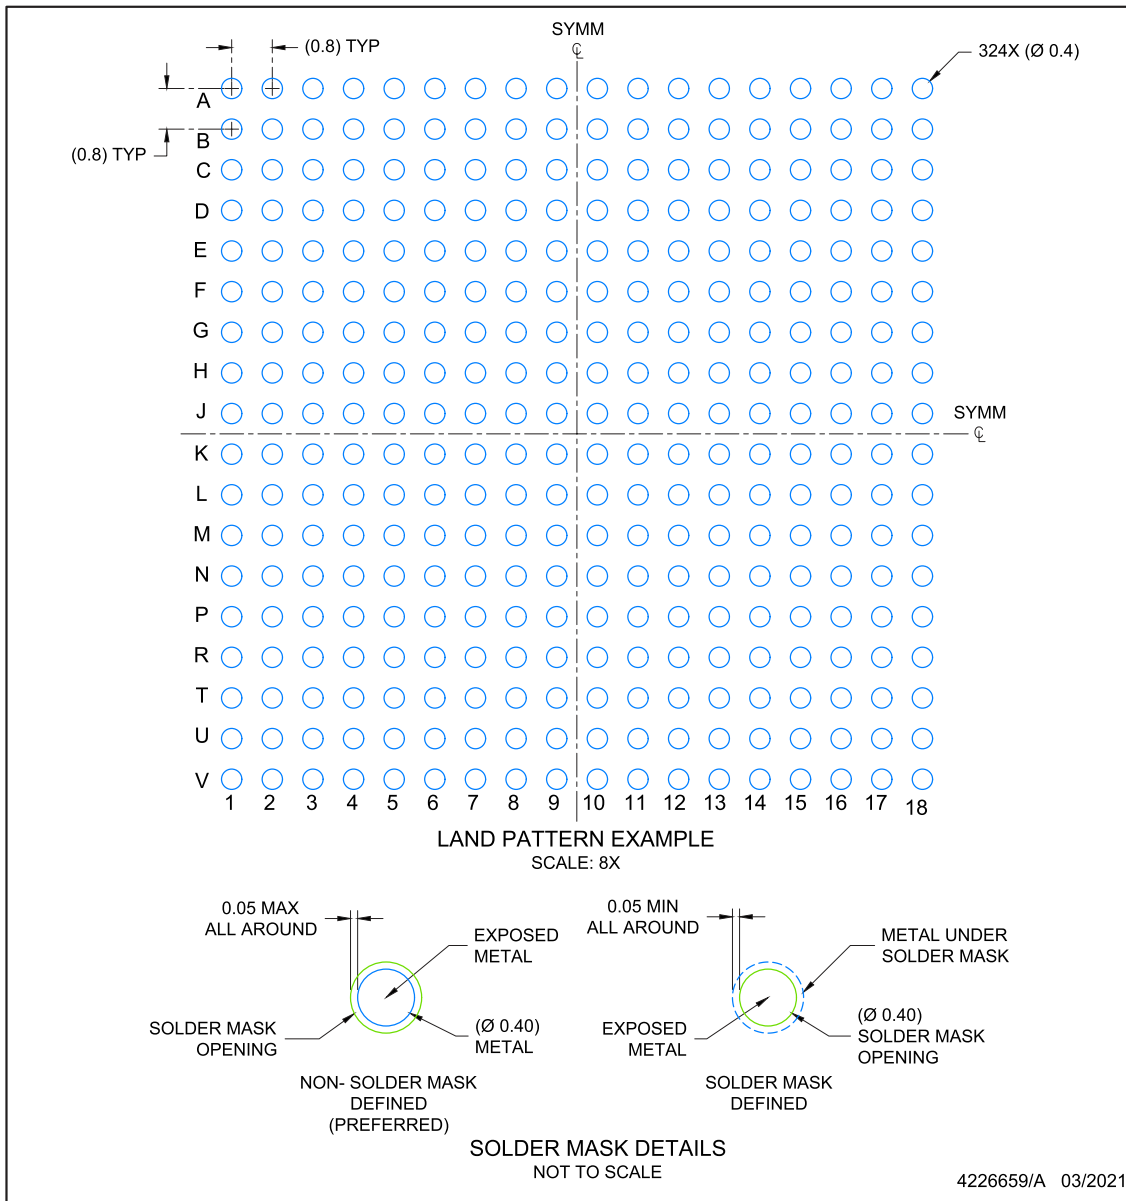 SYMM
℄
(0.8) TYP
324X (Ø 0.4)
A
B
(0.8) TYP
C
D
E
F
G
H
J
SYMM
℄
K
L
M
N
P
R
T
U
V
1 2 3 4 5 6 7 8 9 10 11 12 13 14 15 16 17 18
LAND PATTERN EXAMPLE
SCALE: 8X
0.05 MAX
ALL AROUND
EXPOSED
METAL
SOLDER MASK
OPENING
(Ø 0.40)
METAL
NON- SOLDER MASK
DEFINED
(PREFERRED)
0.05 MIN
ALL AROUND
METAL UNDER
SOLDER MASK
EXPOSED
METAL
(Ø 0.40)
SOLDER MASK
OPENING
SOLDER MASK
DEFINED
SOLDER MASK DETAILS
NOT TO SCALE
4226659/A 03/2021